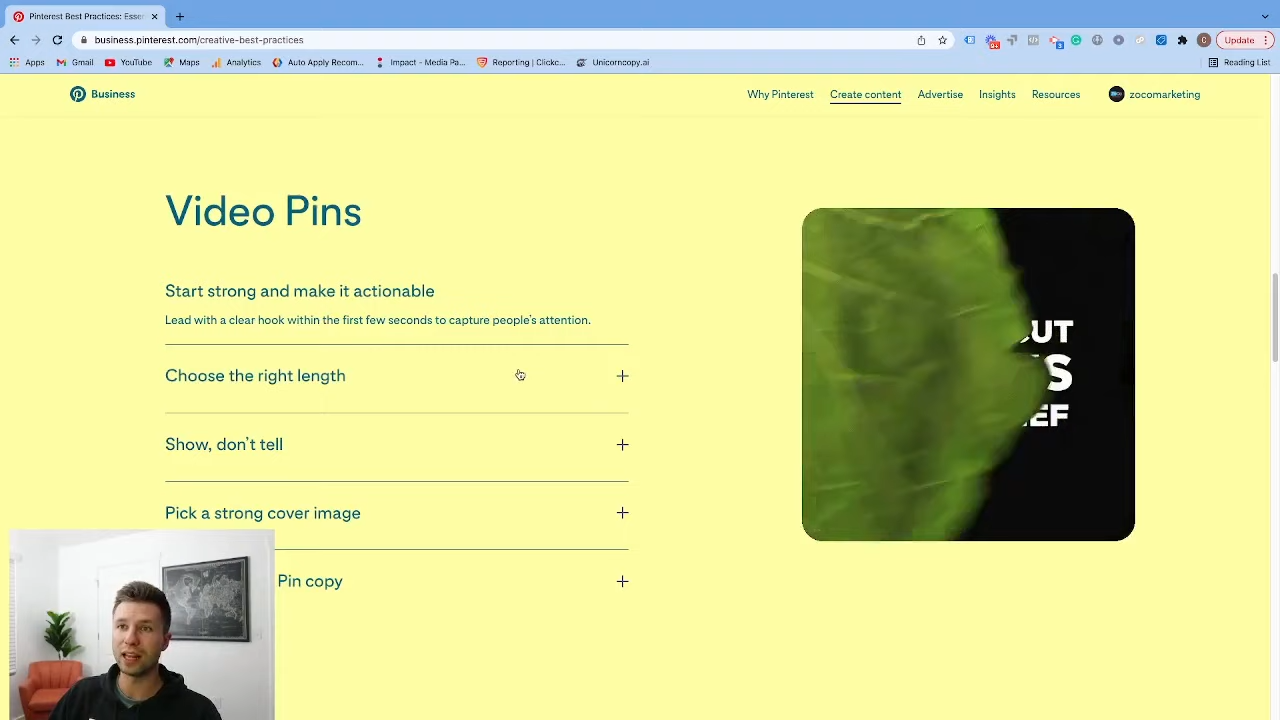 Pinterest Best Practices: Esse
business.pinterest.com/creative-best-practices
Update
Apps
Gmail
YouTube
Maps
Analytics
Auto Apply Recom...
Impact - Media Pa...
Reporting | Clickc...
Unicorncopy.ai
Reading List
Business
Why Pinterest
Create content
Advertise
Insights
Resources
zocomarketing
Video Pins
Start strong and make it actionable
Lead with a clear hook within the first few seconds to capture people's attention.
Choose the right length
Show, don't tell
Pick a strong cover image
Pin copy